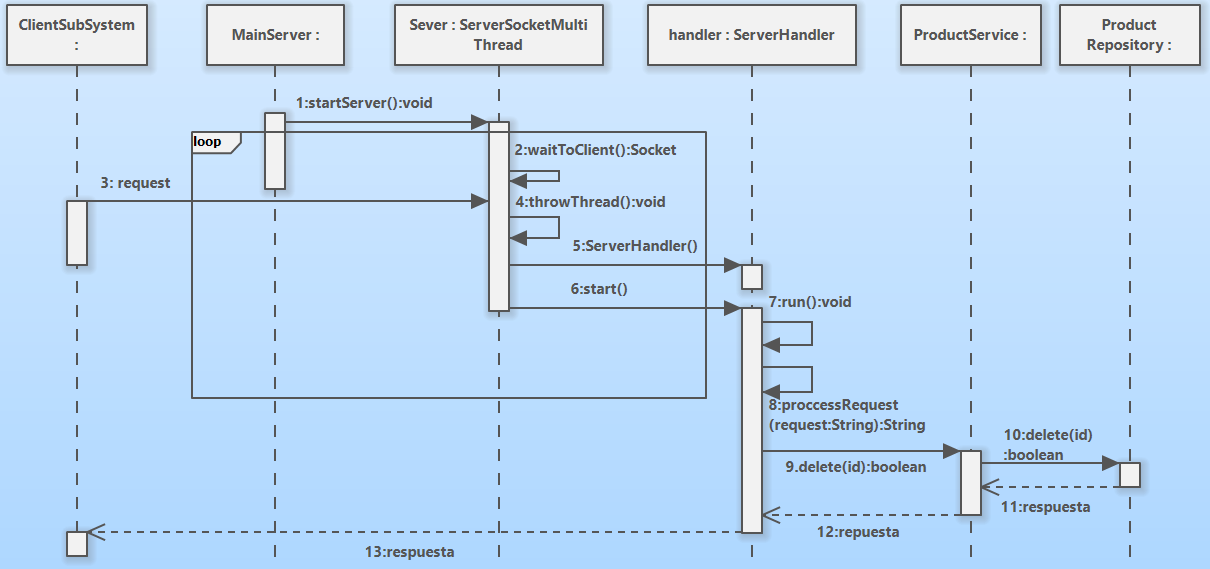 ClientSubSystem
:
MainServer :
Sever : ServerSocketMulti
Thread
handler : ServerHandler
ProductService :
Product
Repository :
1:startServer():void
loop
2:waitToClient():Socket
3: request
4:throwThread():void
5:ServerHandler()
6:start()
7:run():void
8:proccessRequest
(request:String):String
9.delete(id):boolean
10:delete(id)
:boolean
11:respuesta
12:repuesta
13:respuesta